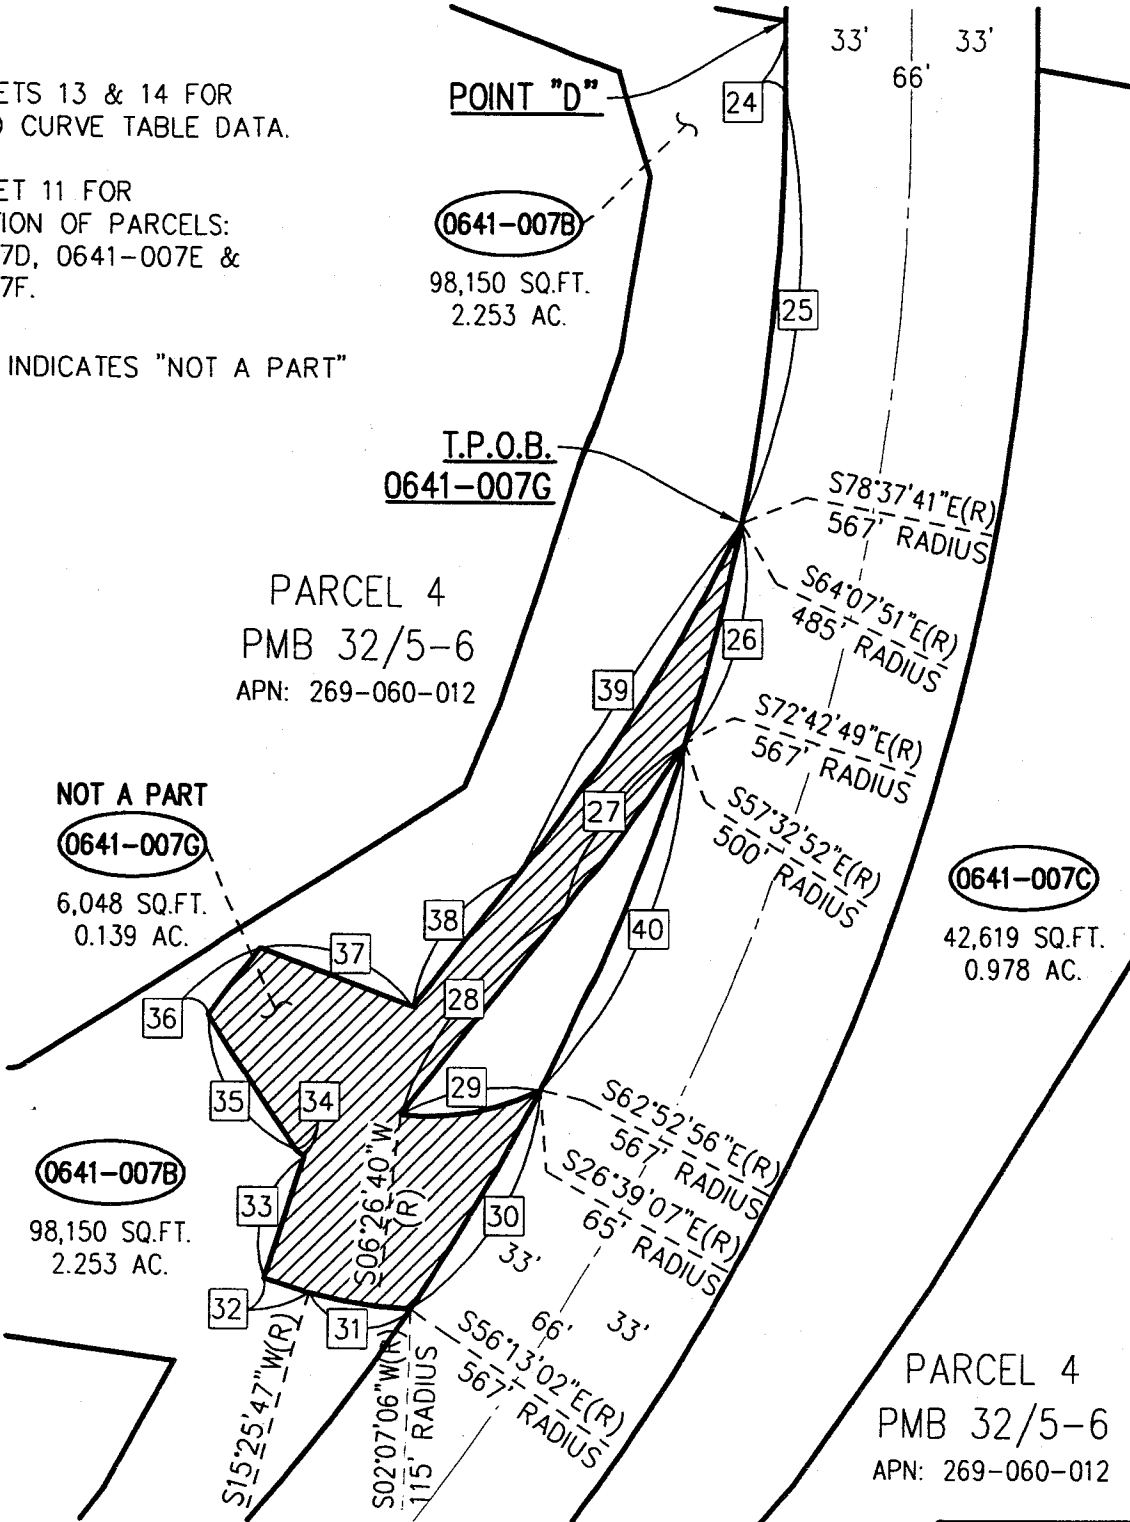 ETS 13 & 14 FOR
CURVE TABLE DATA.
ET 11 FOR
TION OF PARCELS:
7D, 0641-007E &
7F.
INDICATES "NOT A PART"
POINT "D"
24
33'
33'
66'
0641-007B
98,150 SQ.FT.
2.253 AC.
25
T.P.O.B.
0641-007G
S78°37'41"E(R)
567' RADIUS
S64°07'51"E(R)
485' RADIUS
PARCEL 4
PMB 32/5-6
APN: 269-060-012
26
39
S72°42'49"E(R)
567' RADIUS
S57°32'52"E(R)
500' RADIUS
NOT A PART
0641-007G
6,048 SQ.FT.
0.139 AC.
27
0641-007C
42,619 SQ.FT.
0.978 AC.
38
40
37
28
36
29
35
34
S62°52'56"E(R)
567' RADIUS
S26°39'07"E(R)
65' RADIUS
0641-007B
98,150 SQ.FT.
2.253 AC.
33
S06°26'40"W
(R)
30
33'
66'
33'
32
31
S15°25'47"W(R)
S02°07'06"W(R)
115' RADIUS
S56°13'02"E(R)
567' RADIUS
PARCEL 4
PMB 32/5-6
APN: 269-060-012